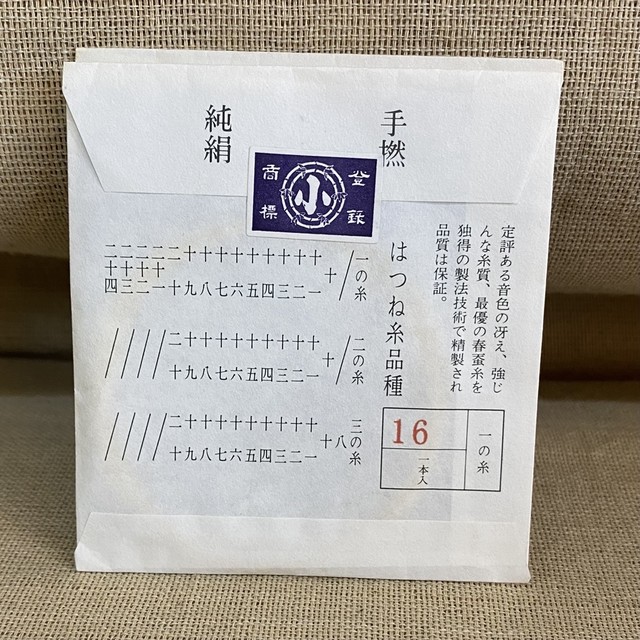 手撚
純絹
登録
小
商標
定評ある音色の冴え、強じ
んな糸質、最優の春蚕糸を
独得の製法技術で精製され
品質は保証。
はつね糸品種
一の糸
16
一本入
一の糸 / 十 十一 十二 十三 十四 十五 十六 十七 十八 十九 二十 二十一 二十二 二十三 二十四
二の糸 / 十 十一 十二 十三 十四 十五 十六 十七 十八 十九 二十 / / / /
三の糸 八 十 十一 十二 十三 十四 十五 十六 十七 十八 十九 二十 / / / /